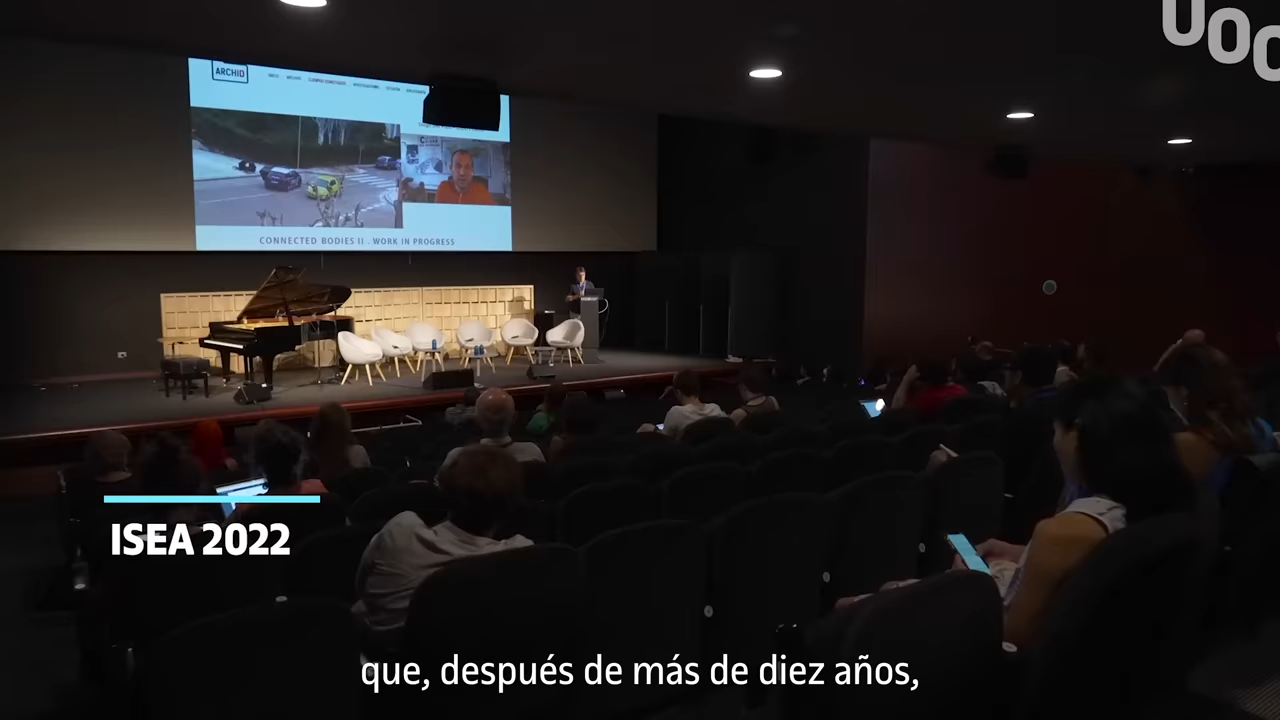 UOC
ARCHID
CONNECTED BODIES II . WORK IN PROGRESS
ISEA 2022
que, después de más de diez años,